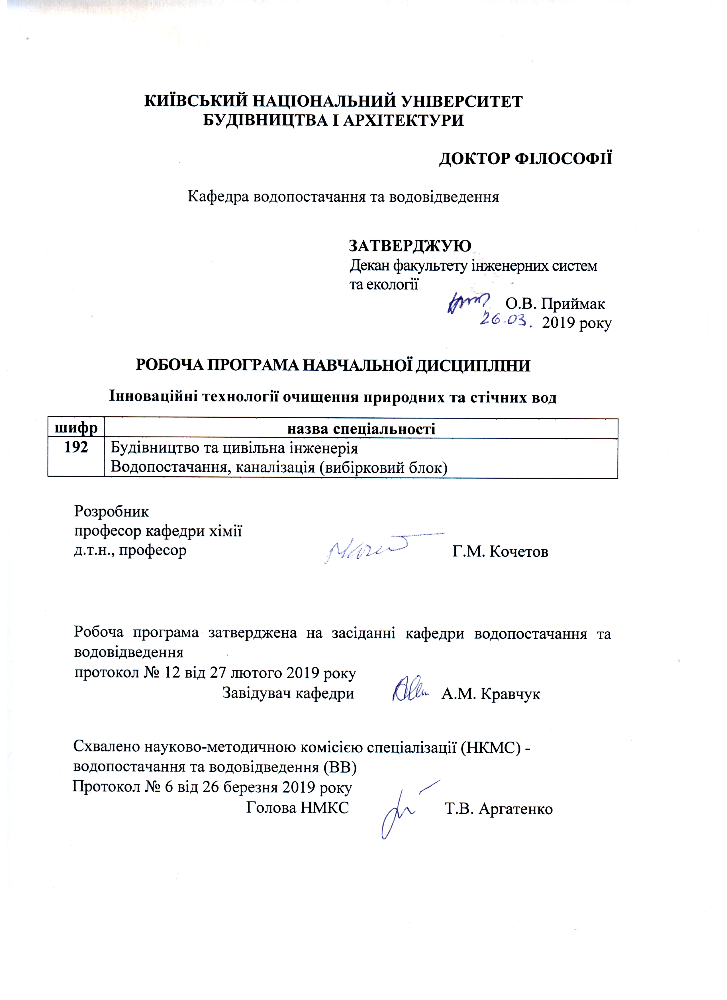 КИЇВСЬКИЙ НАЦІОНАЛЬНИЙ УНІВЕРСИТЕТ
БУДІВНИЦТВА І АРХІТЕКТУРИ
ДОКТОР ФІЛОСОФІЇ
Кафедра водопостачання та водовідведення
ЗАТВЕРДЖУЮ
Декан факультету інженерних систем
та екології
О.В. Приймак
26.03. 2019 року
РОБОЧА ПРОГРАМА НАВЧАЛЬНОЇ ДИСЦИПЛІНИ
Інноваційні технології очищення природних та стічних вод
шифр назва спеціальності
192 Будівництво та цивільна інженерія
Водопостачання, каналізація (вибірковий блок)
Розробник
професор кафедри хімії
д.т.н., професор Г.М. Кочетов
Робоча програма затверджена на засіданні кафедри водопостачання та
водовідведення
протокол № 12 від 27 лютого 2019 року
Завідувач кафедри А.М. Кравчук
Схвалено науково-методичною комісією спеціалізації (НКМС) -
водопостачання та водовідведення (ВВ)
Протокол № 6 від 26 березня 2019 року
Голова НМКС Т.В. Аргатенко